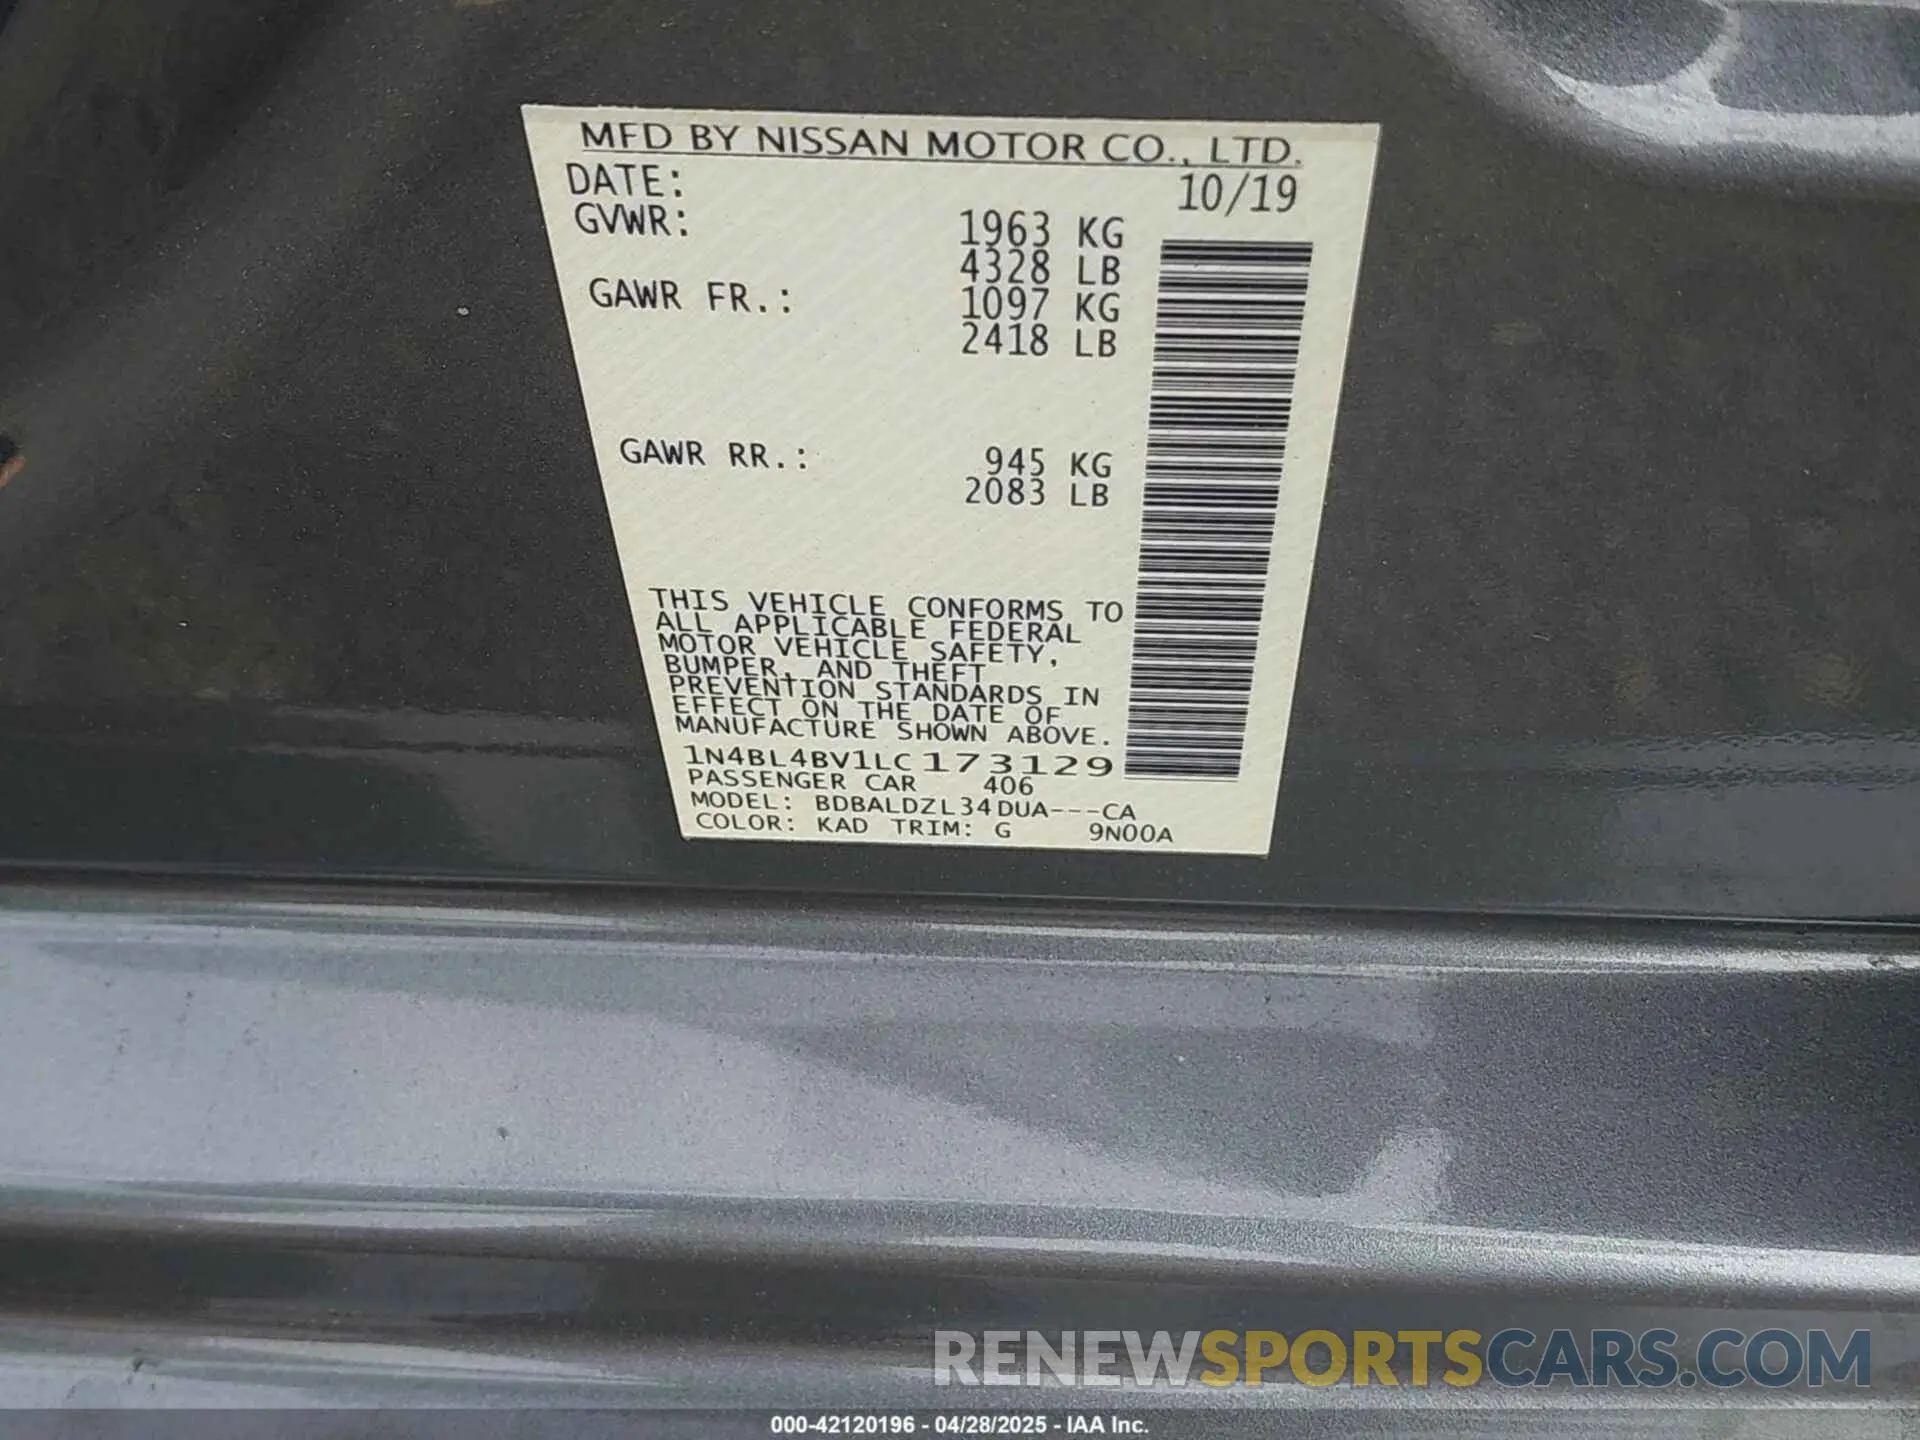 MFD BY NISSAN MOTOR CO., LTD.
DATE: 10/19
GVWR: 1963 KG
4328 LB
GAWR FR.: 1097 KG
2418 LB
GAWR RR.: 945 KG
2083 LB
THIS VEHICLE CONFORMS TO
ALL APPLICABLE FEDERAL
MOTOR VEHICLE SAFETY,
BUMPER, AND THEFT
PREVENTION STANDARDS IN
EFFECT ON THE DATE OF
MANUFACTURE SHOWN ABOVE.
1N4BL4BV1LC173129
PASSENGER CAR 406
MODEL: BDBALDZL34DUA---CA
COLOR: KAD TRIM: G 9N00A
RENEWSPORTSCARS.COM
000-42120196 - 04/28/2025 - IAA Inc.